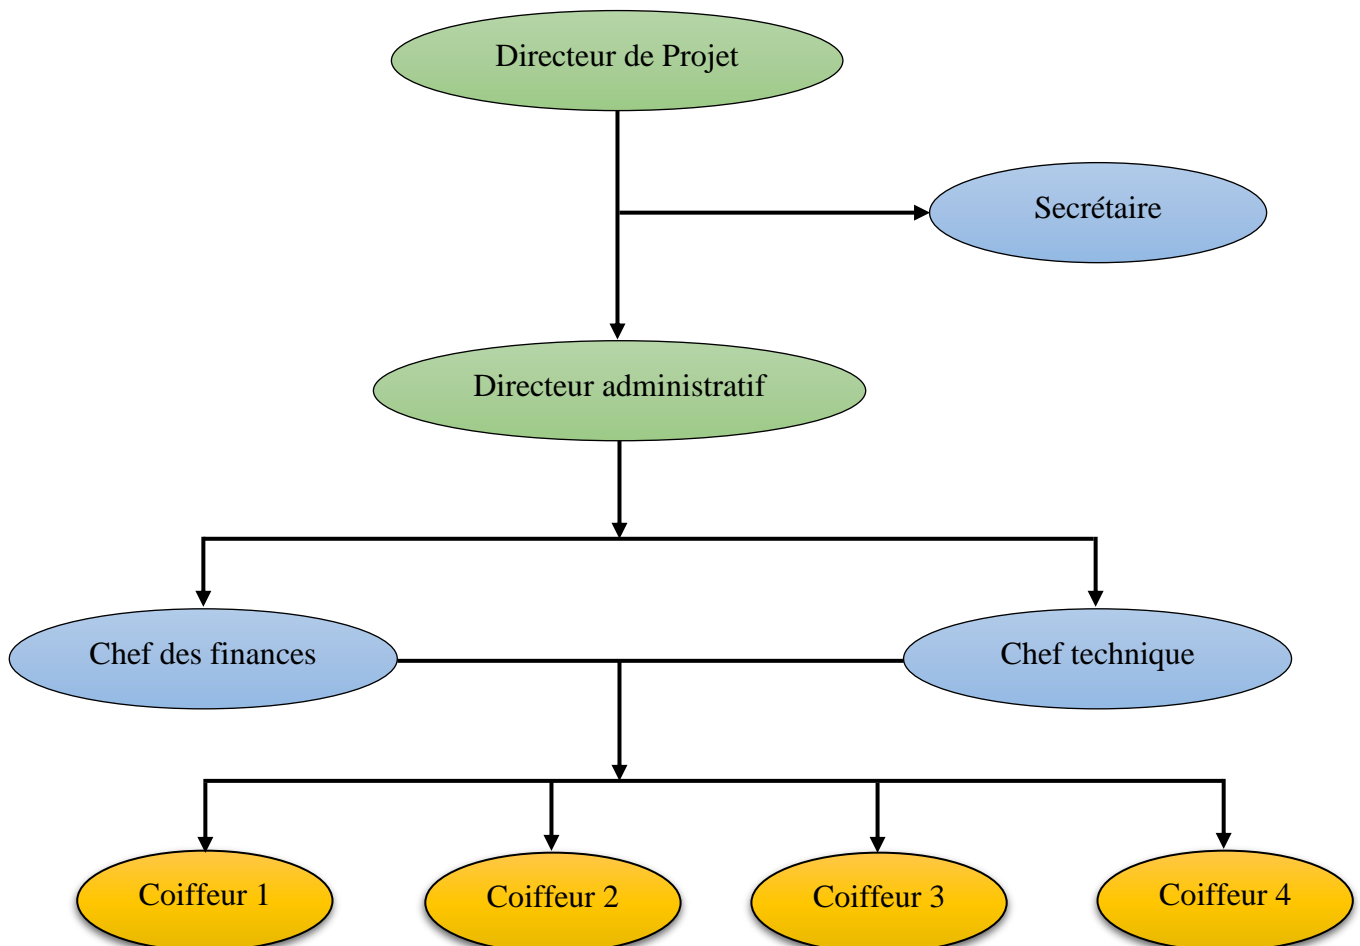 Directeur de Projet
Secrétaire
Directeur administratif
Chef des finances
Chef technique
Coiffeur 1
Coiffeur 2
Coiffeur 3
Coiffeur 4